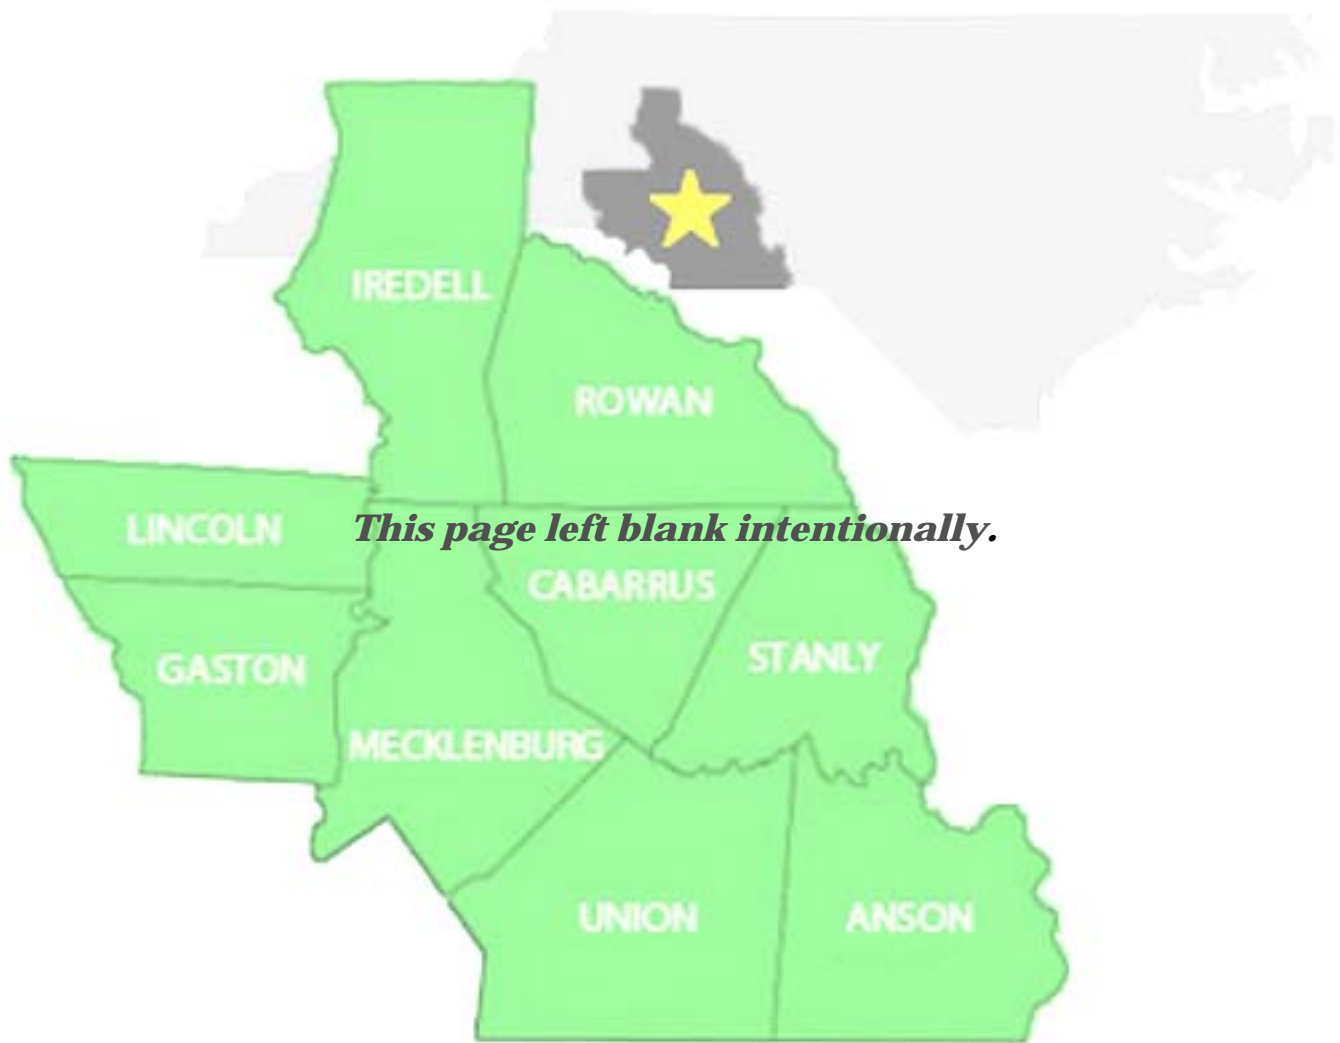 IREDELL
ROWAN
LINCOLN
This page left blank intentionally.
CABARRUS
STANLY
GASTON
MECKLENBURG
UNION
ANSON